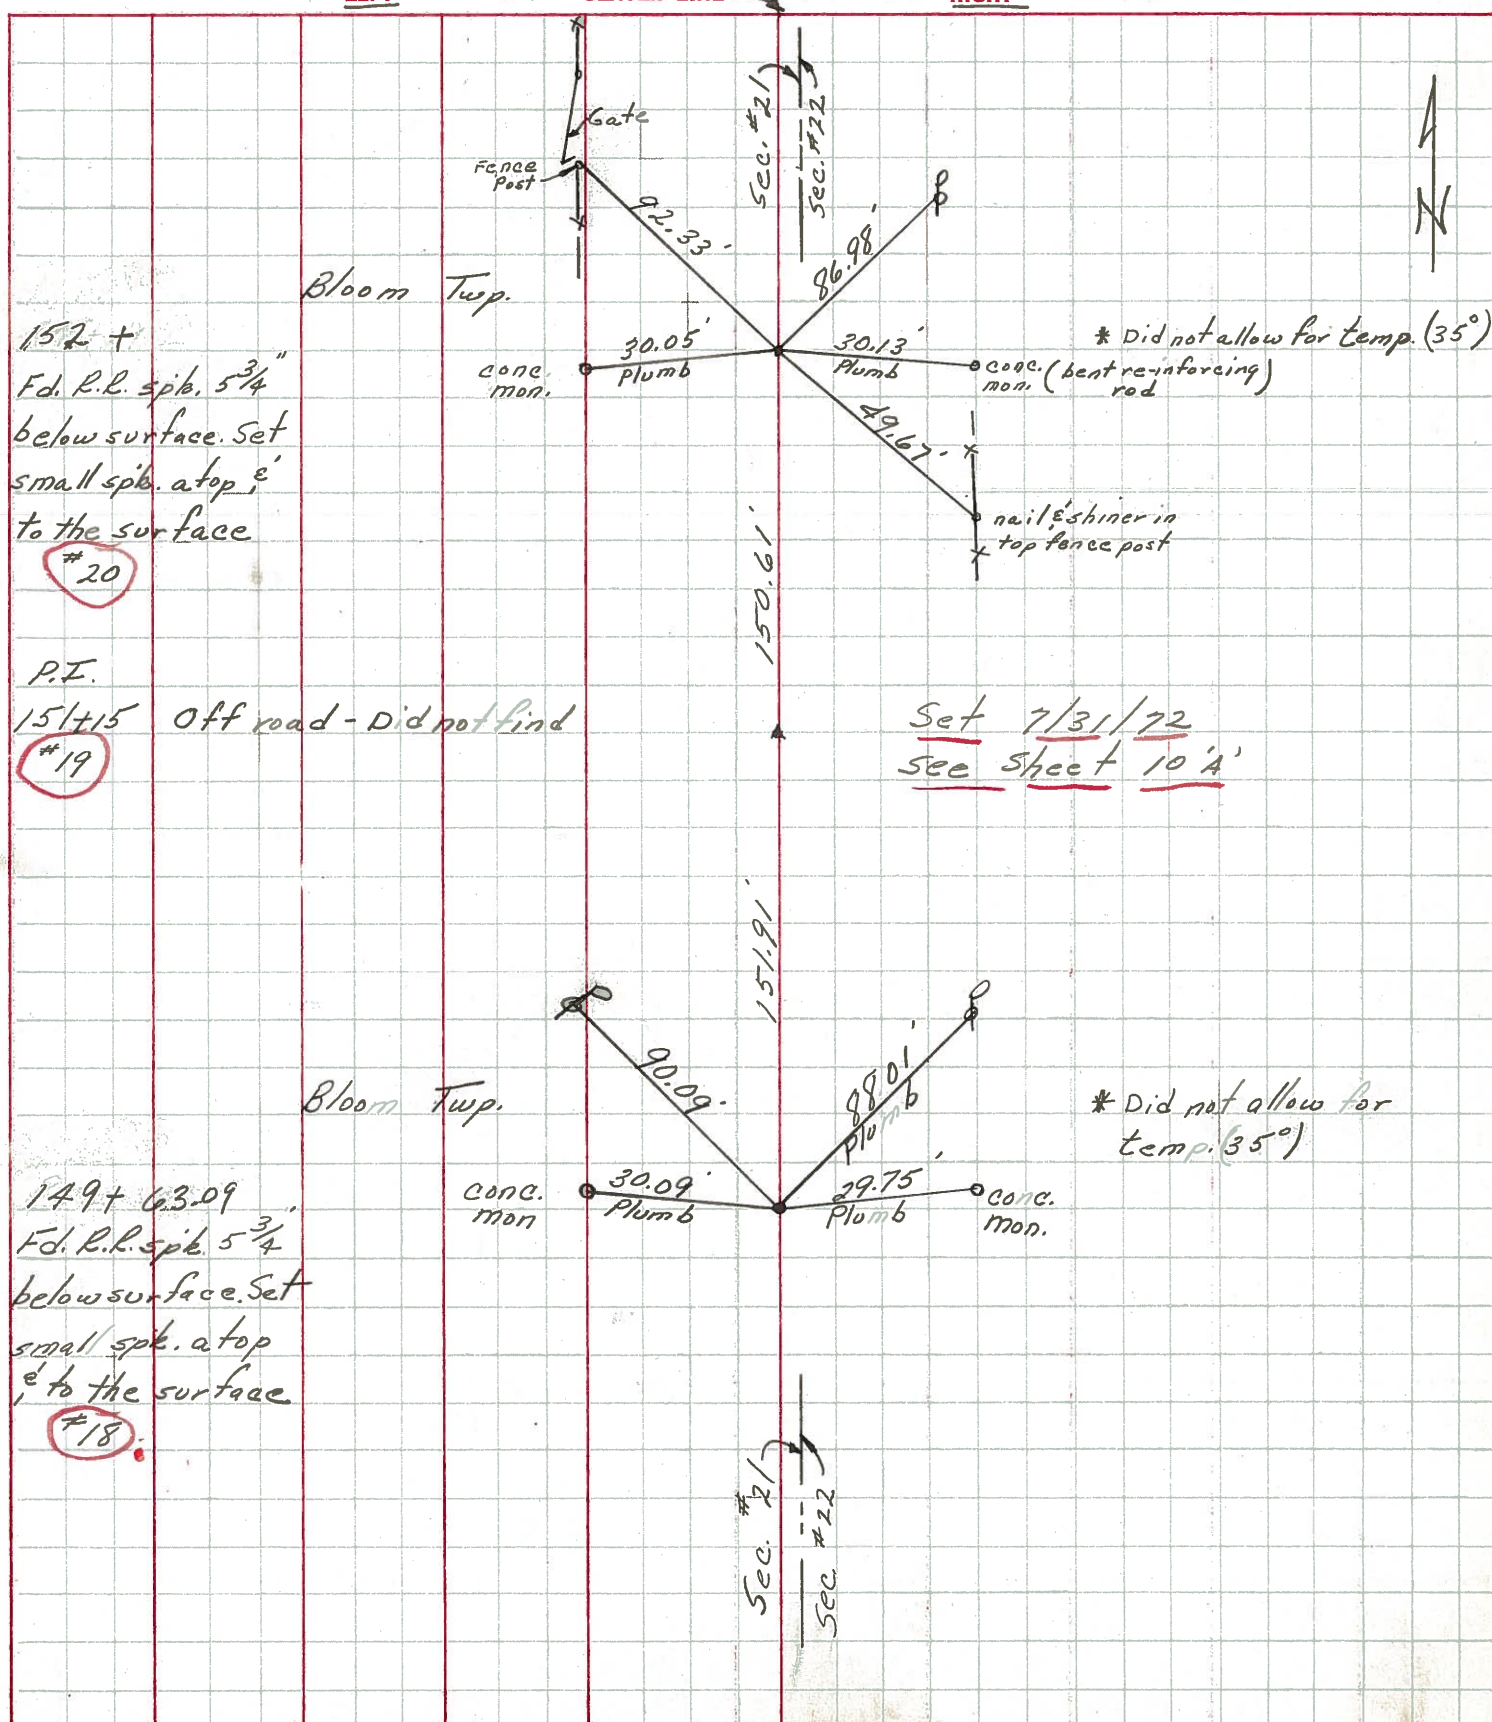 Sec. #21
Sec. #22
Gate
Fence
Post
92.33'
86.98'
Bloom Twp.
152 +
Fd. R.R. spk. 5 3/4"
below surface. Set
small spk. atop &
to the surface
#20
conc.
mon.
30.05'
Plumb
30.13'
Plumb
conc. (bent re-inforcing)
mon. rod
* Did not allow for temp. (35°)
49.67'
nail & shiner in
top fence post
150.61'
P.I.
151+15 Off road - Did not find
#19
Set 7/31/72
see sheet 10 'A'
151.91'
90.09'
88.01'
Plumb
Bloom Twp.
* Did not allow for
temp. (35°)
149+ 63.09
Fd. R.R. spk. 5 3/4"
below surface. Set
small spk. atop
& to the surface
#18
conc.
mon
30.09'
Plumb
29.75'
Plumb
conc.
mon.
Sec. #21
Sec #22
N